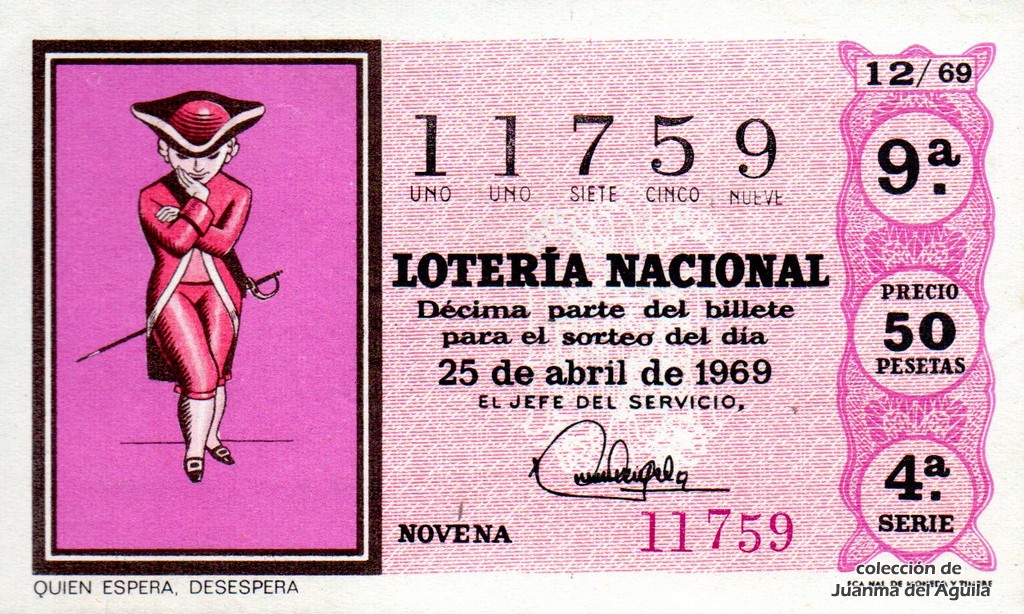 12/69
11759
UNO UNO SIETE CINCO NUEVE
9ª.
LOTERÍA NACIONAL
Décima parte del billete
para el sorteo del día
25 de abril de 1969
EL JEFE DEL SERVICIO,
PRECIO
50
PESETAS
4ª.
SERIE
NOVENA
11759
QUIEN ESPERA, DESESPERA
colección de
Juanma del Aguila